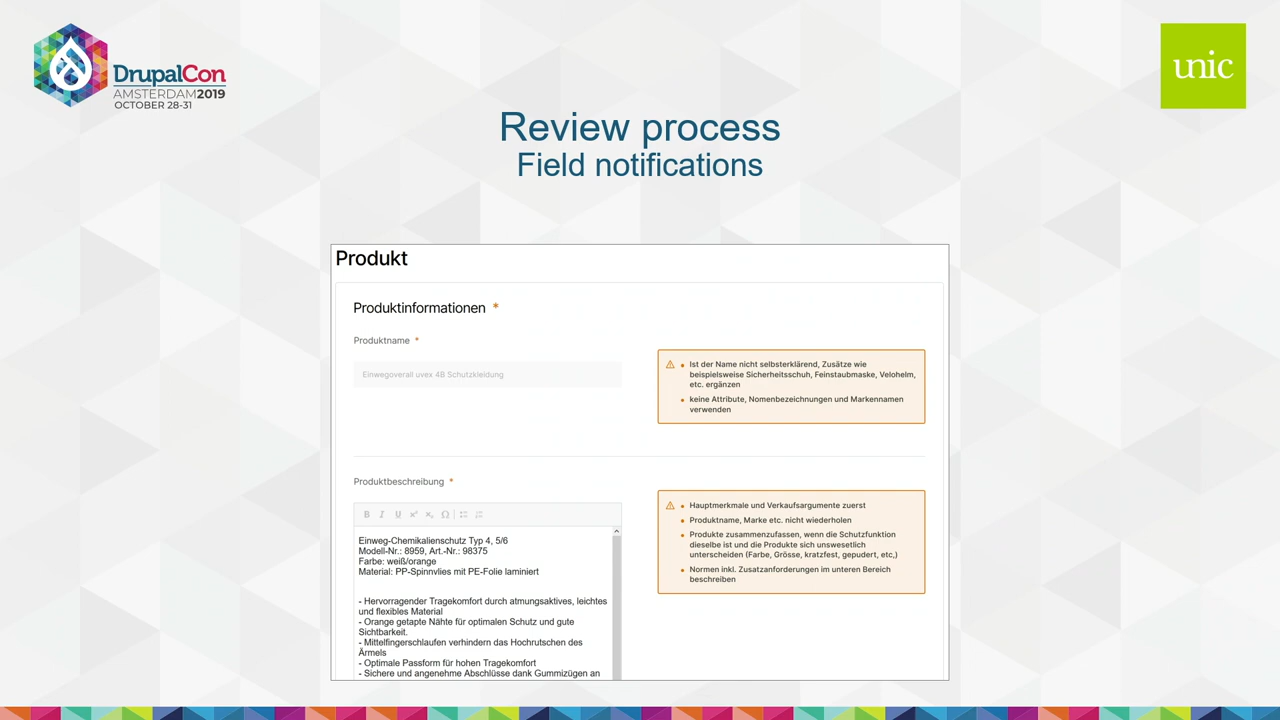 DrupalCon
AMSTERDAM2019
OCTOBER 28-31
unic
Review process
Field notifications
Produkt
Produktinformationen *
Produktname *
Einwegoverall uvex 4B Schutzkleidung
• Ist der Name nicht selbsterklärend, Zusätze wie
beispielsweise Sicherheitsschuh, Feinstaubmaske, Velohelm,
etc. ergänzen
• keine Attribute, Nomenbezeichnungen und Markennamen
verwenden
Produktbeschreibung *
B I U x² xₓ Ω
Einweg-Chemikalienschutz Typ 4, 5/6
Modell-Nr.: 8959, Art.-Nr.: 98375
Farbe: weiß/orange
Material: PP-Spinnvlies mit PE-Folie laminiert
- Hervorragender Tragekomfort durch atmungsaktives, leichtes
und flexibles Material
- Orange getapte Nähte für optimalen Schutz und gute
Sichtbarkeit.
- Mittelfingerschlaufen verhindern das Hochrutschen des
Ärmels
- Optimale Passform für hohen Tragekomfort
- Sichere und angenehme Abschlüsse dank Gummizügen an
• Hauptmerkmale und Verkaufsargumente zuerst
• Produktname, Marke etc. nicht wiederholen
• Produkte zusammenzufassen, wenn die Schutzfunktion
dieselbe ist und die Produkte sich unswesetlich
unterscheiden (Farbe, Grösse, kratzfest, gepudert, etc,)
• Normen inkl. Zusatzanforderungen im unteren Bereich
beschreiben